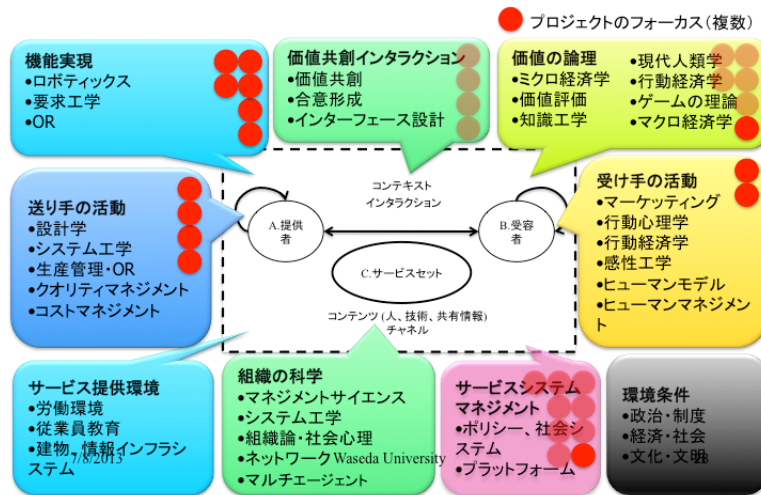 プロジェクトのフォーカス(複数)
機能実現
•ロボティックス
•要求工学
•OR
価値共創インタラクション
•価値共創
•合意形成
•インターフェース設計
価値の論理
•ミクロ経済学
•価値評価
•知識工学
•現代人類学
•行動経済学
•ゲームの理論
•マクロ経済学
送り手の活動
•設計学
•システム工学
•生産管理・OR
•クオリティマネジメント
•コストマネジメント
コンテキスト
インタラクション
A.提供
者
B.受容
者
C.サービスセット
コンテンツ (人、技術、共有情報)
チャネル
受け手の活動
•マーケッティング
•行動心理学
•行動経済学
•感性工学
•ヒューマンモデル
•ヒューマンマネジメン
ト
サービス提供環境
•労働環境
•従業員教育
•建物、情報インフラシ
ステム
7/8/2013
組織の科学
•マネジメントサイエンス
•システム工学
•組織論・社会心理
•ネットワーク
•マルチエージェント
Waseda University
サービスシステム
マネジメント
•ポリシー、社会シ
ステム
•プラットフォーム
環境条件
•政治・制度
•経済・社会
•文化・文明